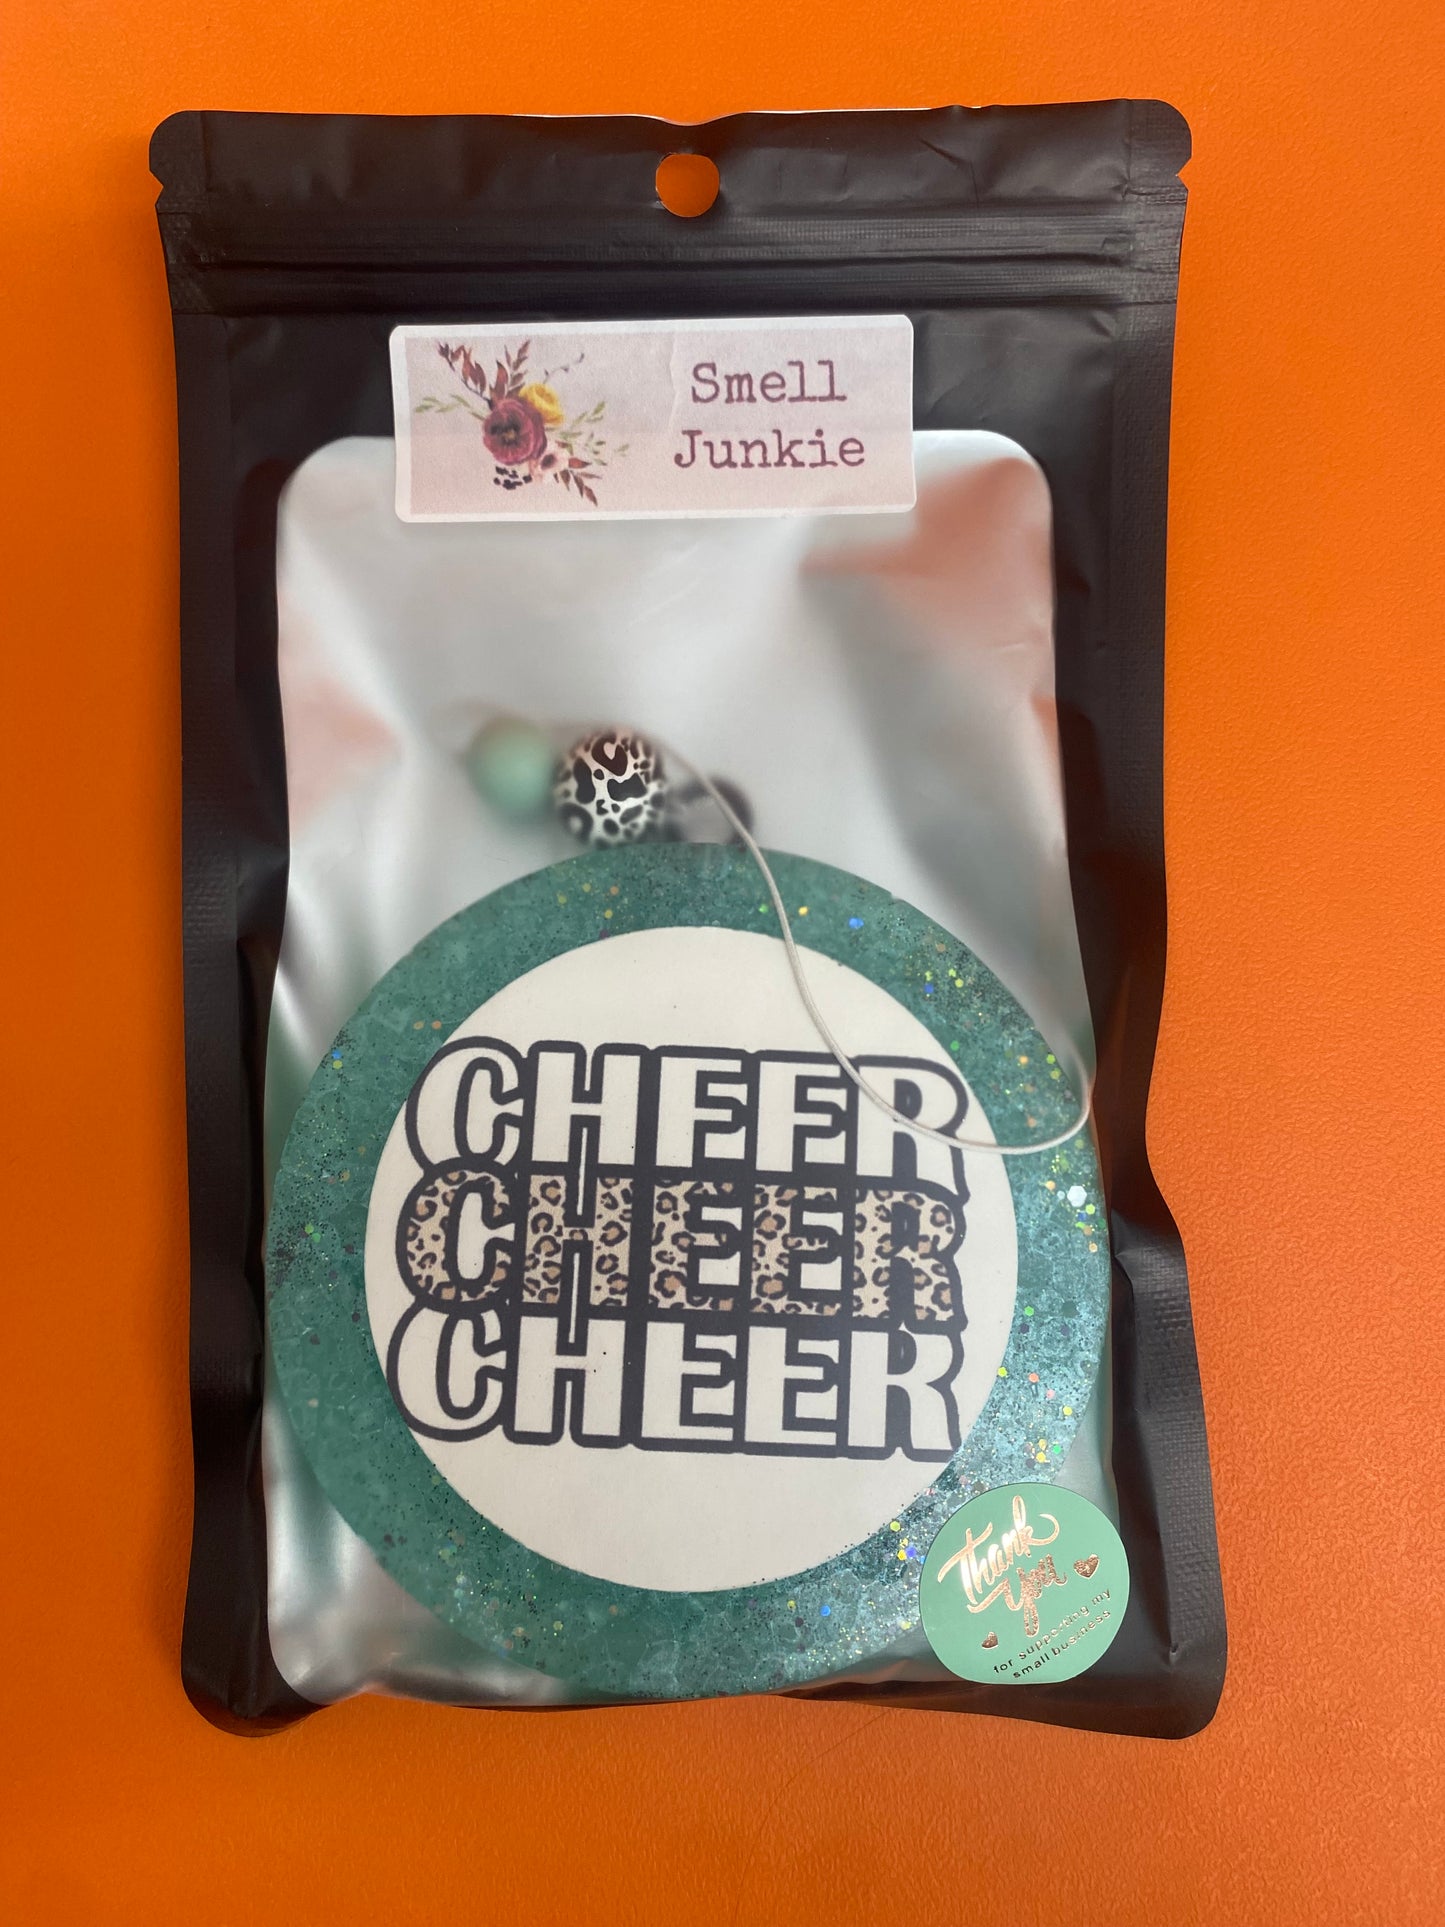 Smell
Junkie
CHEER
CHEER
CHEER
Thank
you
for supporting my
small business